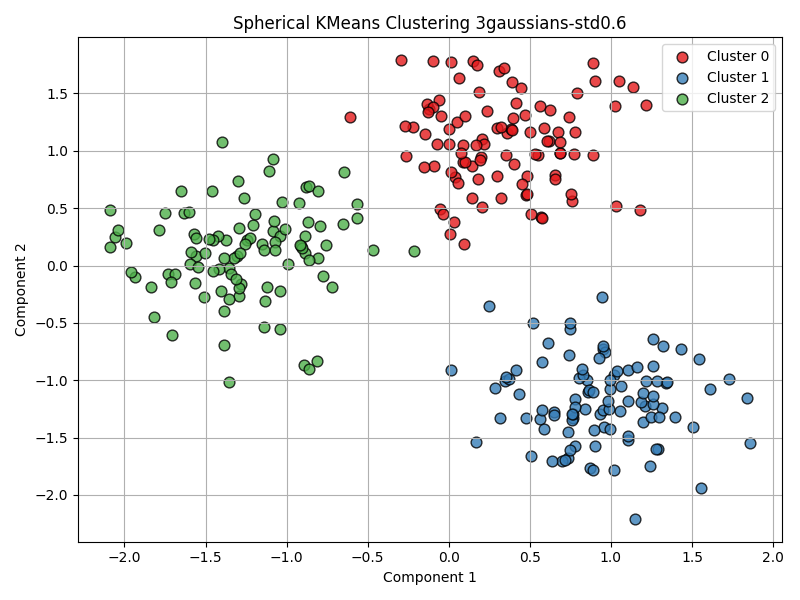 Spherical KMeans Clustering 3gaussians-std0.6
Cluster 0
Cluster 1
Cluster 2
Component 2
1.5
1.0
0.5
0.0
−0.5
−1.0
−1.5
−2.0
−2.0 −1.5 −1.0 −0.5 0.0 0.5 1.0 1.5 2.0
Component 1